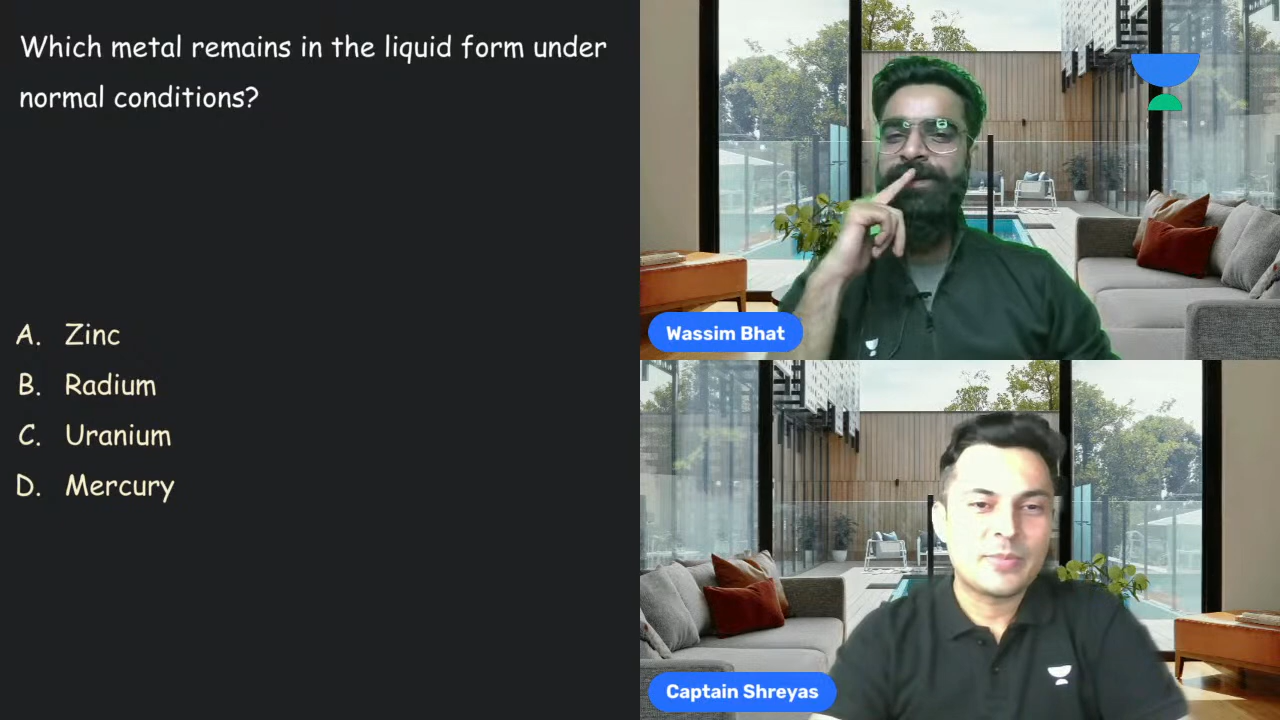 Which metal remains in the liquid form under
normal conditions?
A. Zinc
B. Radium
C. Uranium
D. Mercury
Wassim Bhat
Captain Shreyas